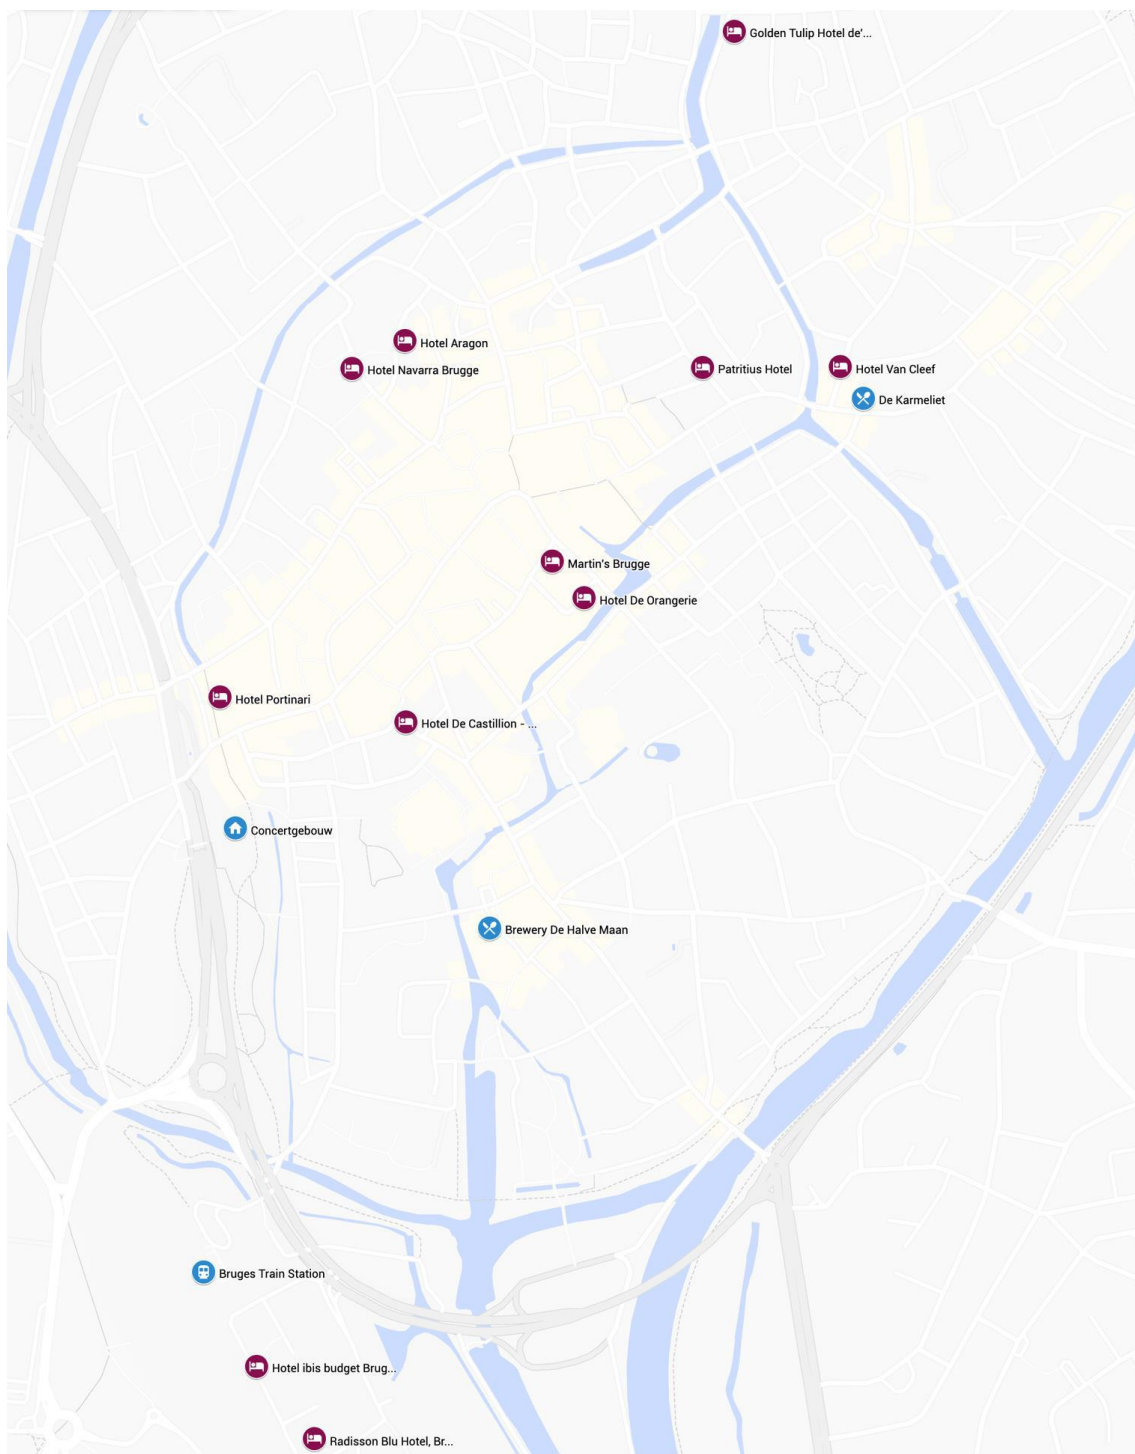 Golden Tulip Hotel de'...
Hotel Aragon
Hotel Navarra Brugge
Patritius Hotel
Hotel Van Cleef
De Karmeliet
Martin's Brugge
Hotel De Orangerie
Hotel Portinari
Hotel De Castillion - ...
Concertgebouw
Brewery De Halve Maan
Bruges Train Station
Hotel ibis budget Brug...
Radisson Blu Hotel, Br...